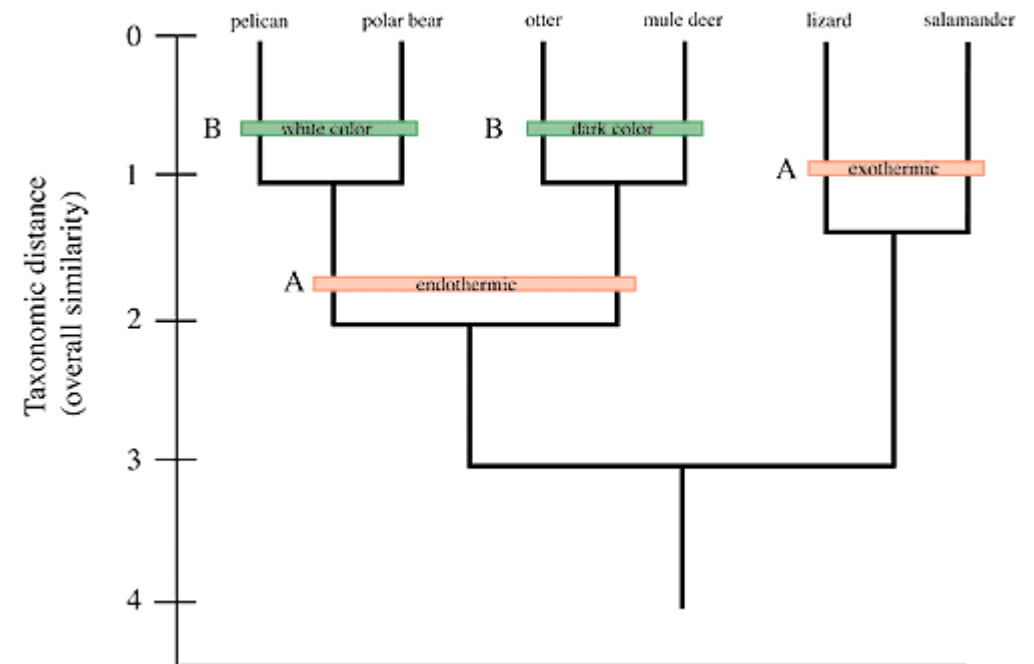 pelican polar bear otter mule deer lizard salamander
0
B white color B dark color
A exothermic
1
A endothermic
2
3
4
Taxonomic distance
(overall similarity)